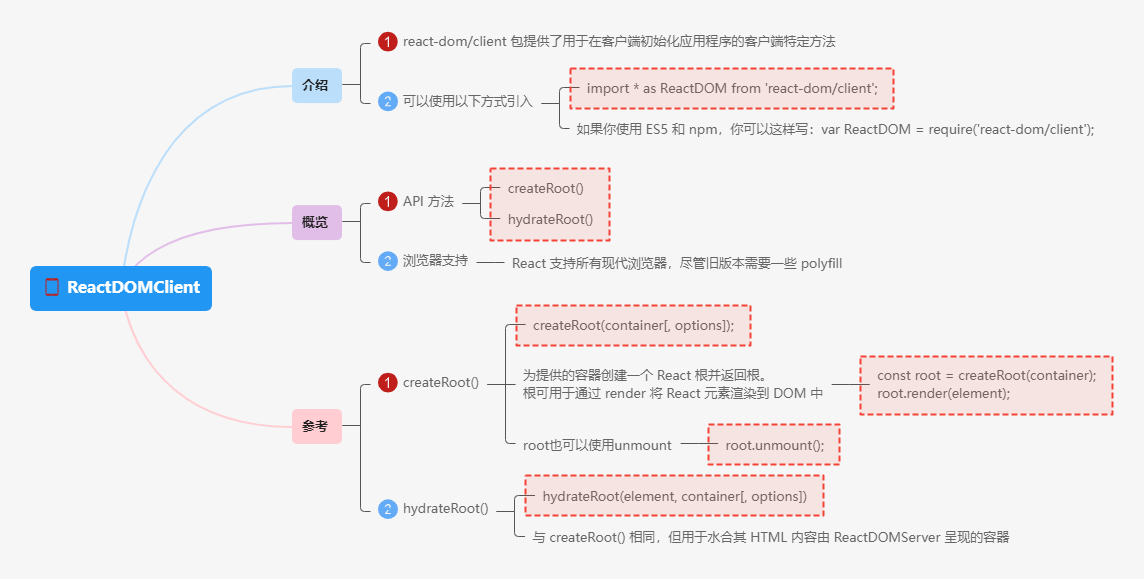 ReactDOMClient
介绍
1 react-dom/client 包提供了用于在客户端初始化应用程序的客户端特定方法
2 可以使用以下方式引入
import * as ReactDOM from 'react-dom/client';
如果你使用 ES5 和 npm，你可以这样写：var ReactDOM = require('react-dom/client');
概览
1 API 方法
createRoot()
hydrateRoot()
2 浏览器支持
React 支持所有现代浏览器，尽管旧版本需要一些 polyfill
参考
1 createRoot()
createRoot(container[, options]);
为提供的容器创建一个 React 根并返回根。
根可用于通过 render 将 React 元素渲染到 DOM 中
const root = createRoot(container);
root.render(element);
root也可以使用unmount
root.unmount();
2 hydrateRoot()
hydrateRoot(element, container[, options])
与 createRoot() 相同，但用于水合其 HTML 内容由 ReactDOMServer 呈现的容器